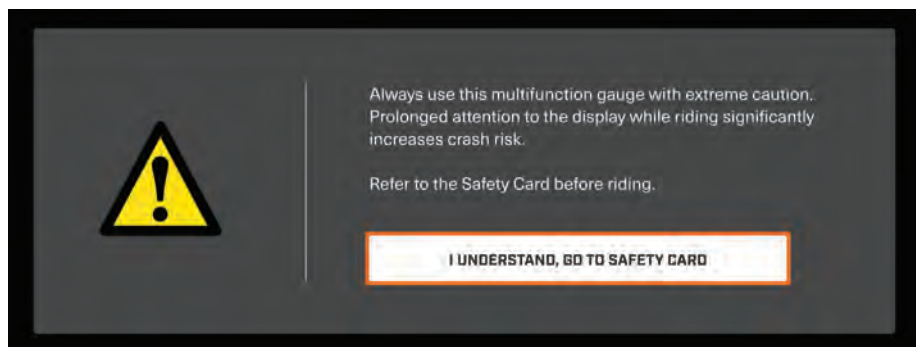 Always use this multifunction gauge with extreme caution.
Prolonged attention to the display while riding significantly
increases crash risk.
Refer to the Safety Card before riding.
I UNDERSTAND, GO TO SAFETY CARD